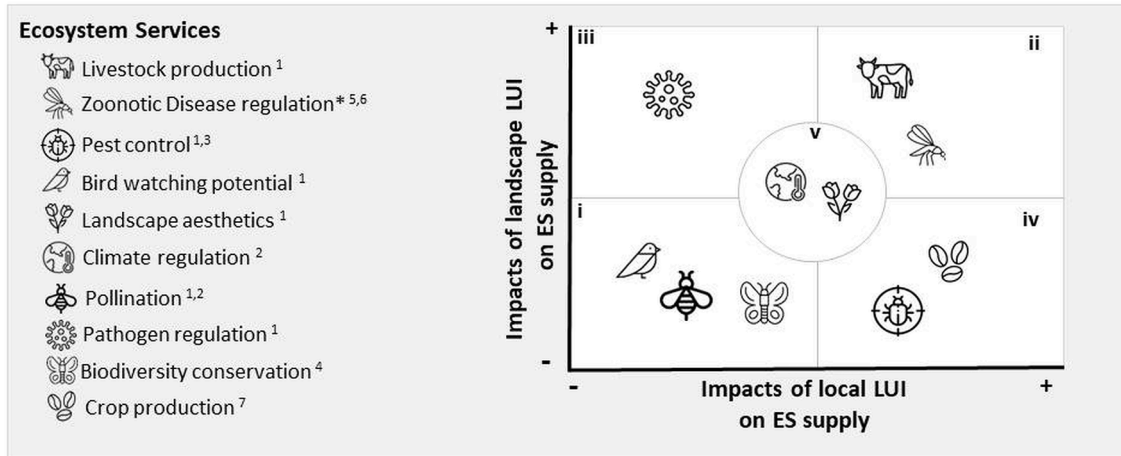 Ecosystem Services
Livestock production 1
Zoonotic Disease regulation* 5,6
Pest control 1,3
Bird watching potential 1
Landscape aesthetics 1
Climate regulation 2
Pollination 1,2
Pathogen regulation 1
Biodiversity conservation 4
Crop production 7
Impacts of landscape LUI
on ES supply
+
-
iii
ii
v
i
iv
-
+
Impacts of local LUI
on ES supply